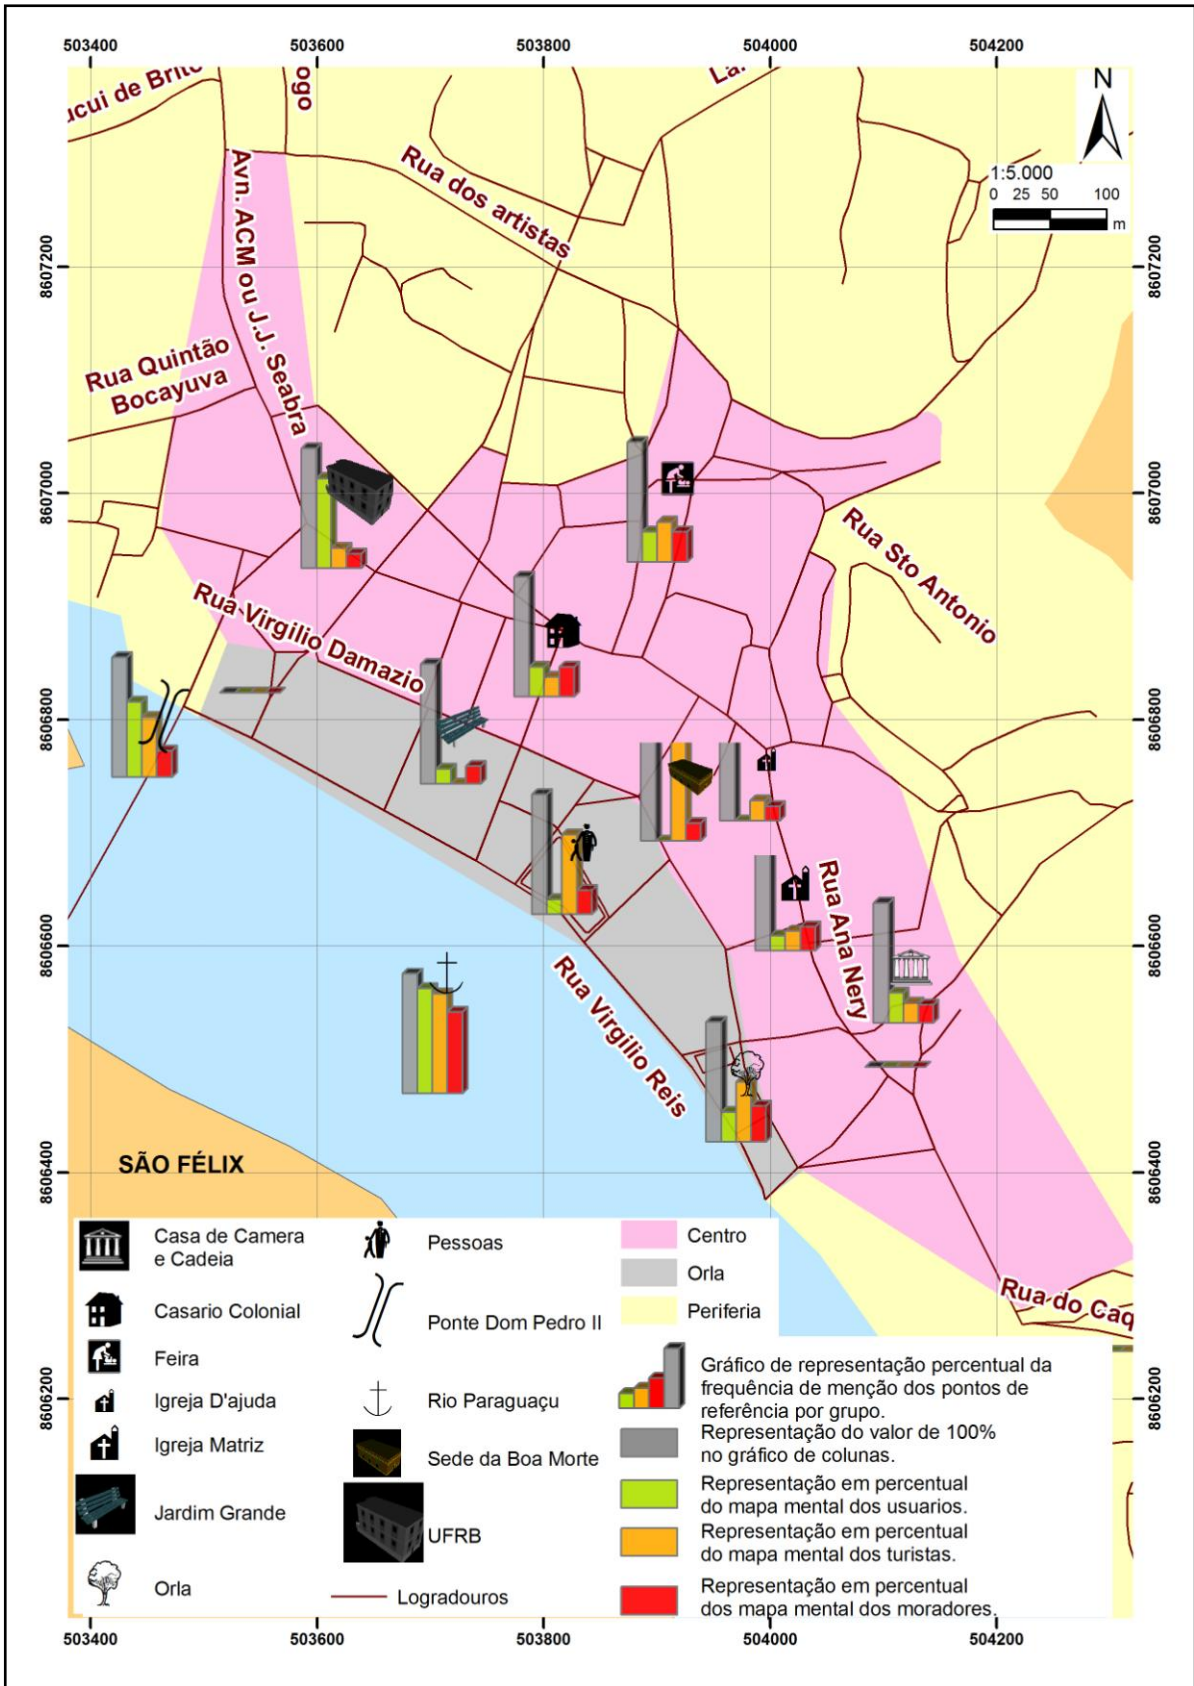 503400
503600
503800
504000
504200
ucui de Brito
ogo
La.
N
1:5.000
0 25 50 100
m
Avn. ACM ou J.J. Seabra
Rua dos artistas
8607200
8607200
Rua Quintão
Bocayuva
8607000
8607000
Rua Sto Antonio
Rua Virgilio Damazio
8606800
8606800
Rua Ana Nery
8606600
8606600
Rua Virgilio Reis
SÃO FÉLIX
8606400
8606400
Rua do Caq
8606200
8606200
Casa de Camera
e Cadeia
Casario Colonial
Feira
Igreja D'ajuda
Igreja Matriz
Jardim Grande
Orla
Pessoas
Ponte Dom Pedro II
Rio Paraguaçu
Sede da Boa Morte
UFRB
Logradouros
Centro
Orla
Periferia
Gráfico de representação percentual da
frequência de menção dos pontos de
referência por grupo.
Representação do valor de 100%
no gráfico de colunas.
Representação em percentual
do mapa mental dos usuarios.
Representação em percentual
do mapa mental dos turistas.
Representação em percentual
dos mapa mental dos moradores.
503400
503600
503800
504000
504200